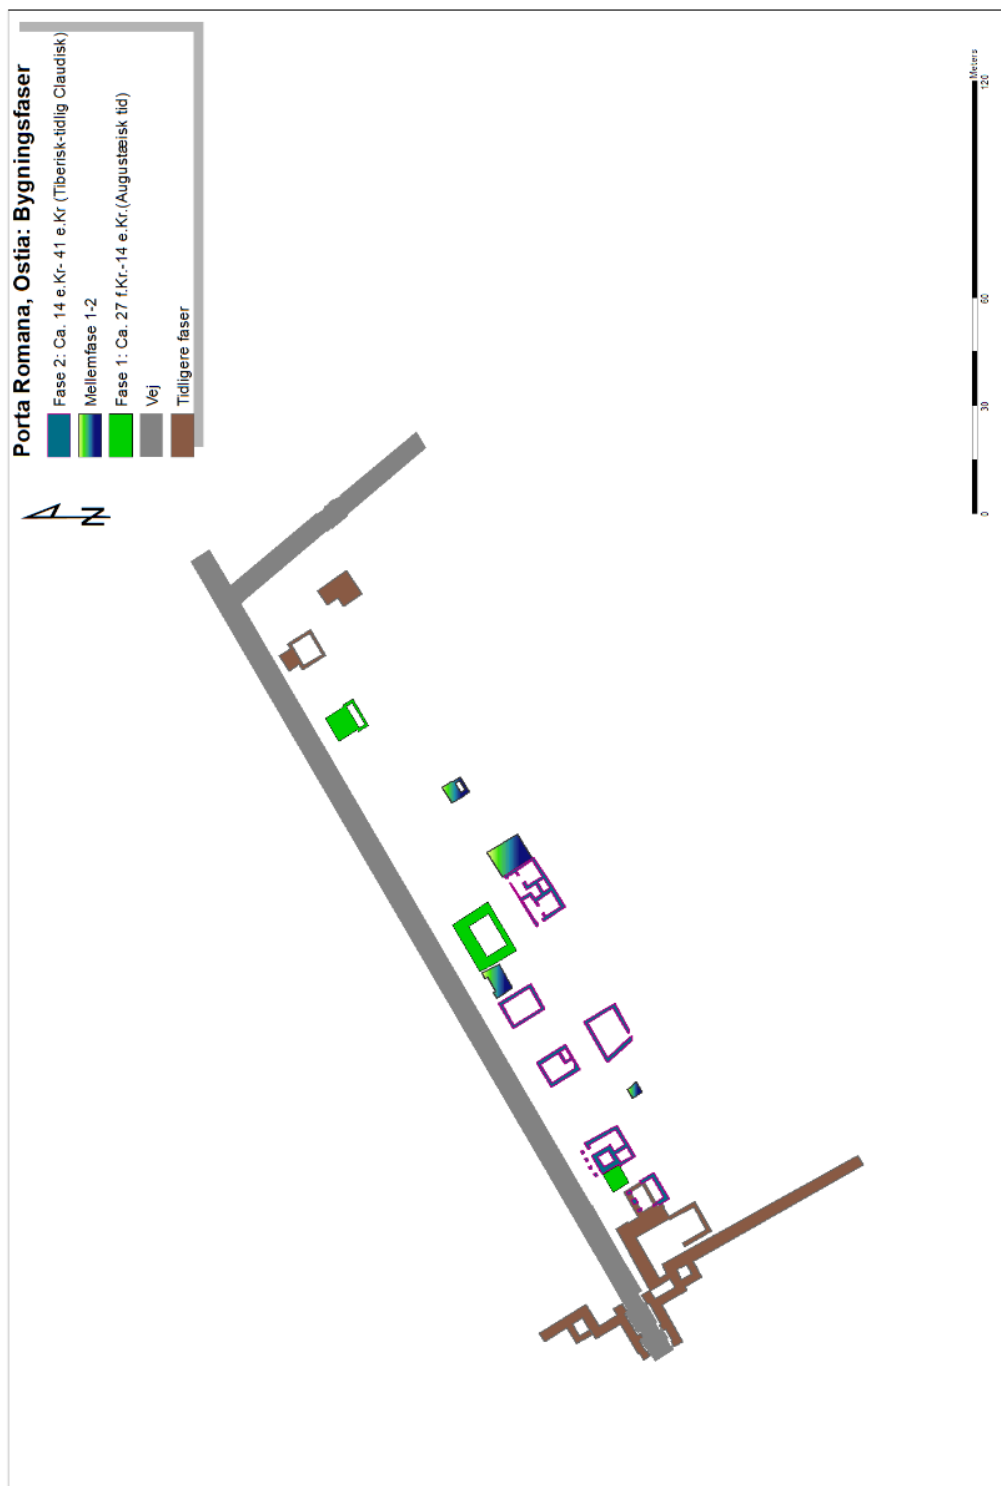 Porta Romana, Ostia: Bygningsfaser
Fase 2: Ca. 14 e.Kr- 41 e.Kr (Tiberisk-tidlig Claudisk)
Mellemfase 1-2
Fase 1: Ca. 27 f.Kr.-14 e.Kr.(Augustæisk tid)
Vej
Tidligere faser
N
Meters
0 30 60 120